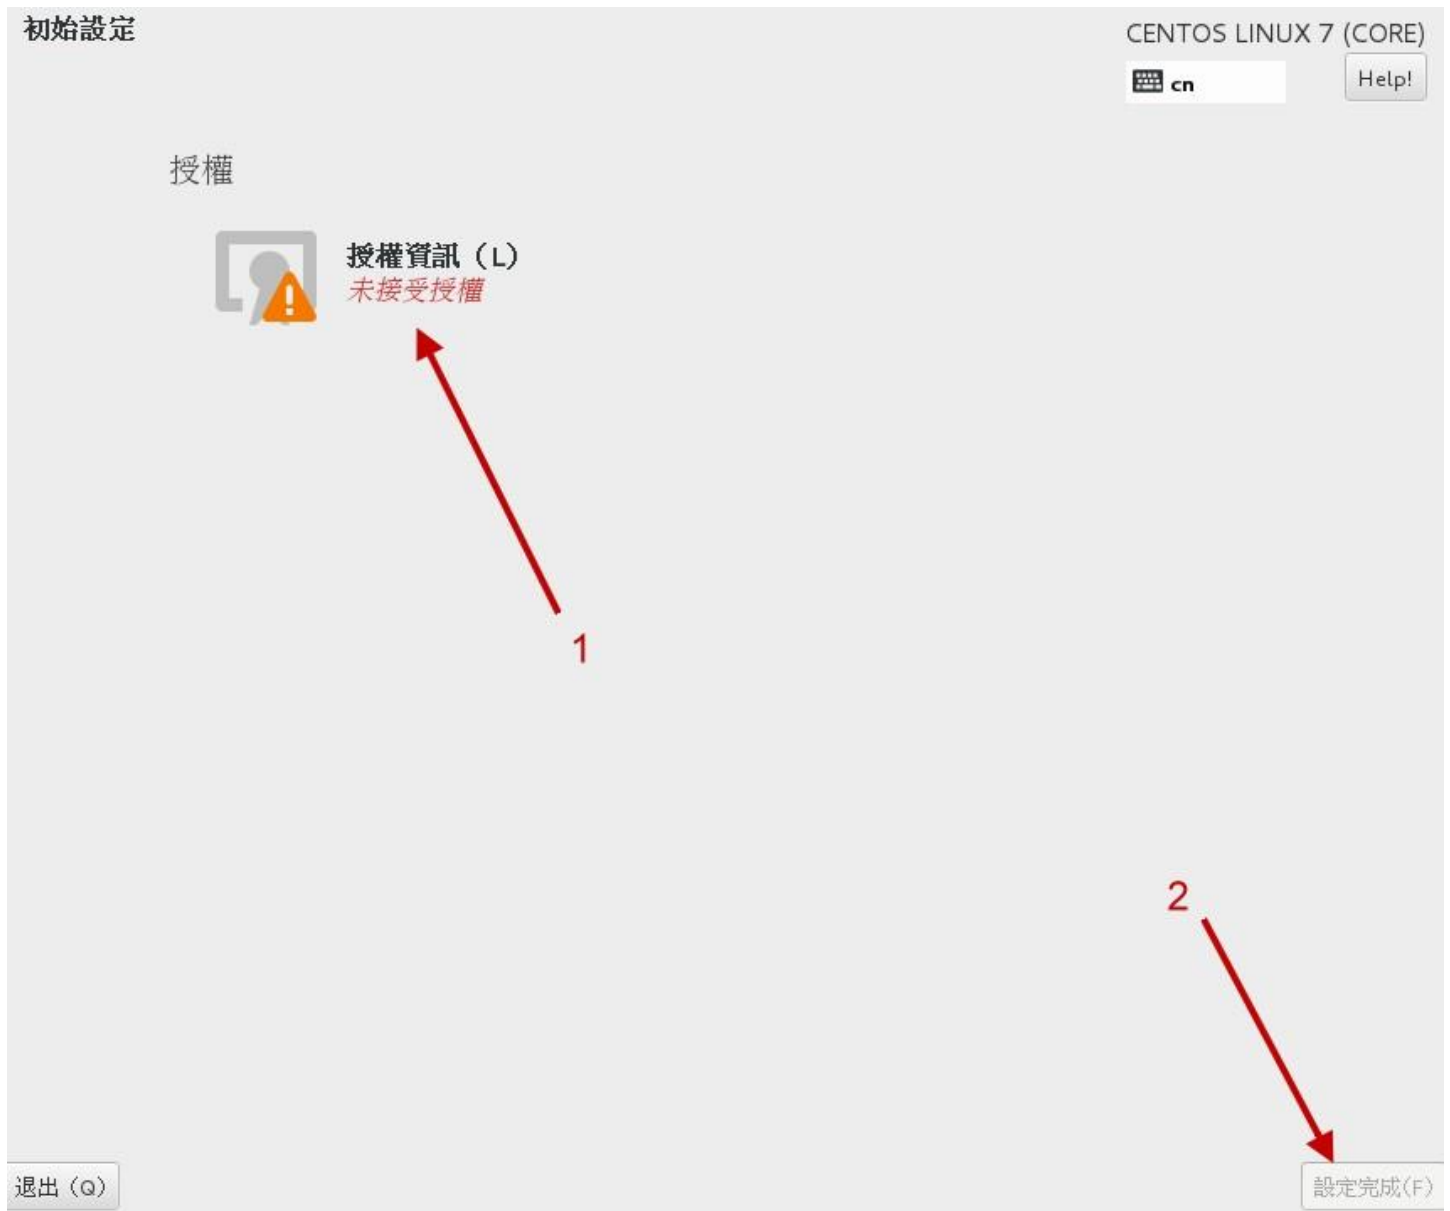 初始設定
CENTOS LINUX 7 (CORE)
cn
Help!
授權
授權資訊（L）
未接受授權
1
2
退出（Q）
設定完成(F)